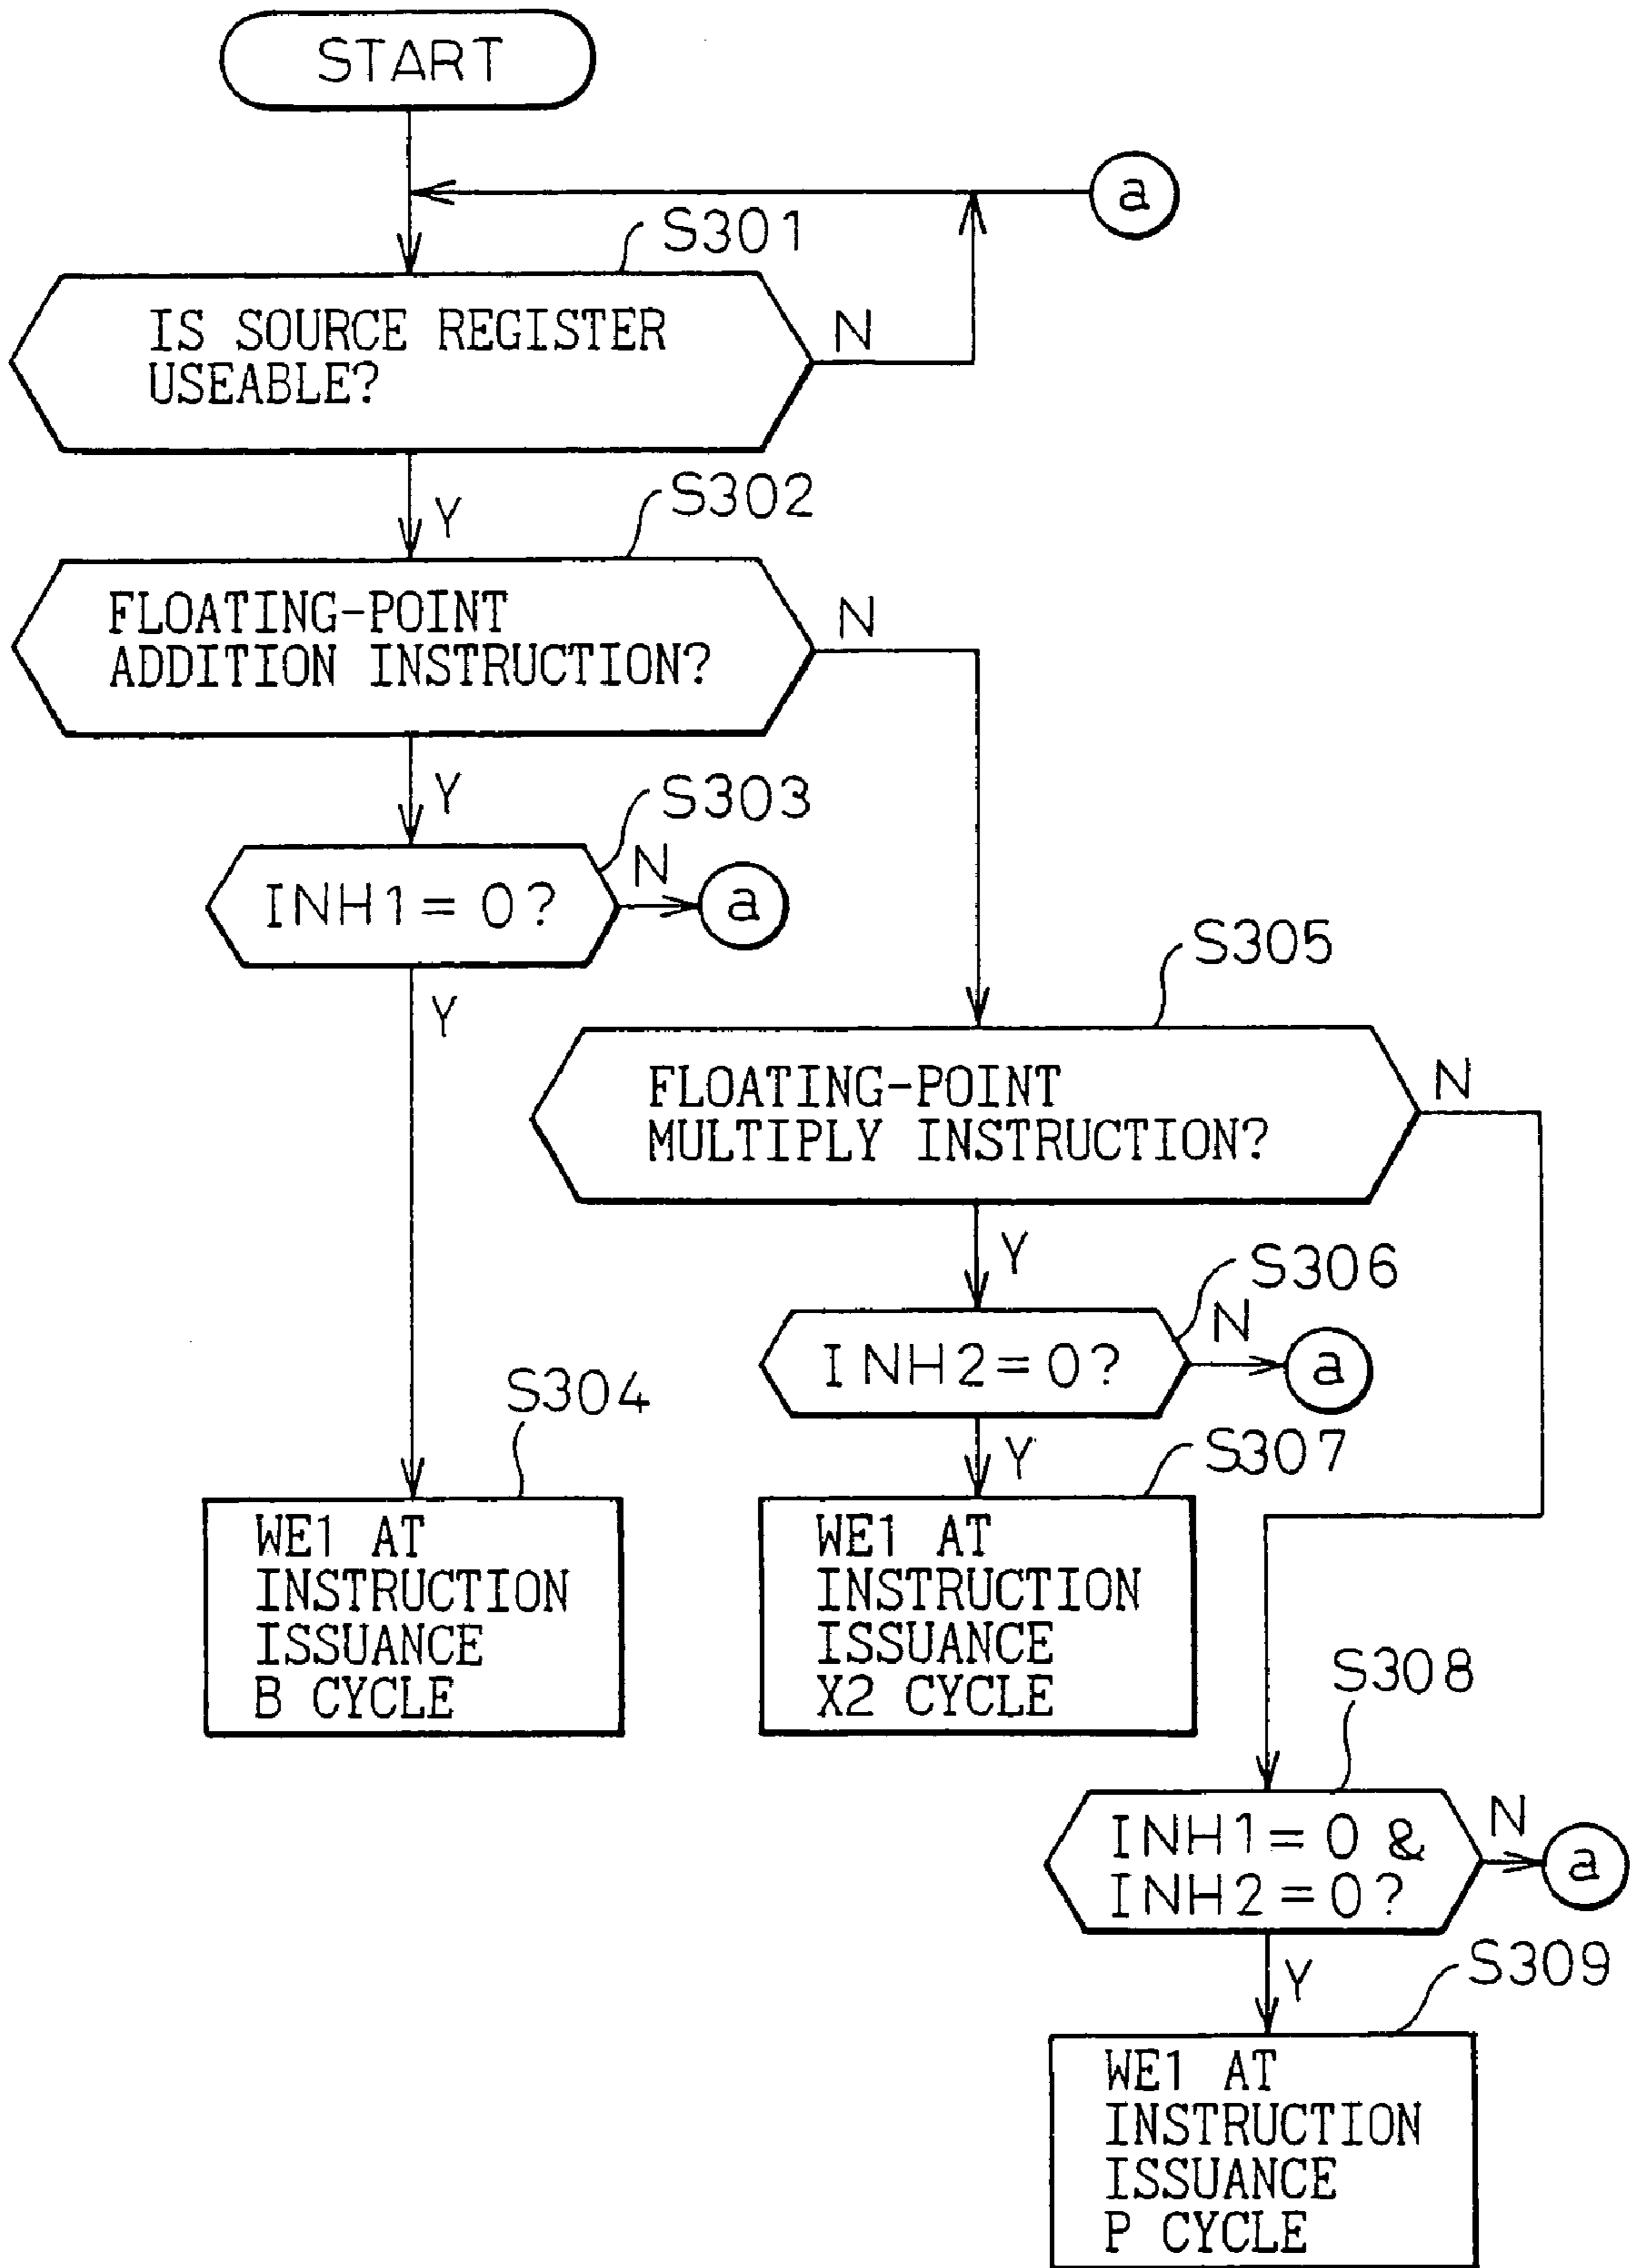 START
a
S301
IS SOURCE REGISTER
USEABLE?
N
Y
S302
FLOATING-POINT
ADDITION INSTRUCTION?
N
Y
S303
INH1=0?
N
a
Y
S305
FLOATING-POINT
MULTIPLY INSTRUCTION?
N
Y
S306
INH2=0?
N
a
Y
S304
WE1 AT
INSTRUCTION
ISSUANCE
B CYCLE
S307
WE1 AT
INSTRUCTION
ISSUANCE
X2 CYCLE
S308
INH1=0 &
INH2=0?
N
a
Y
S309
WE1 AT
INSTRUCTION
ISSUANCE
P CYCLE